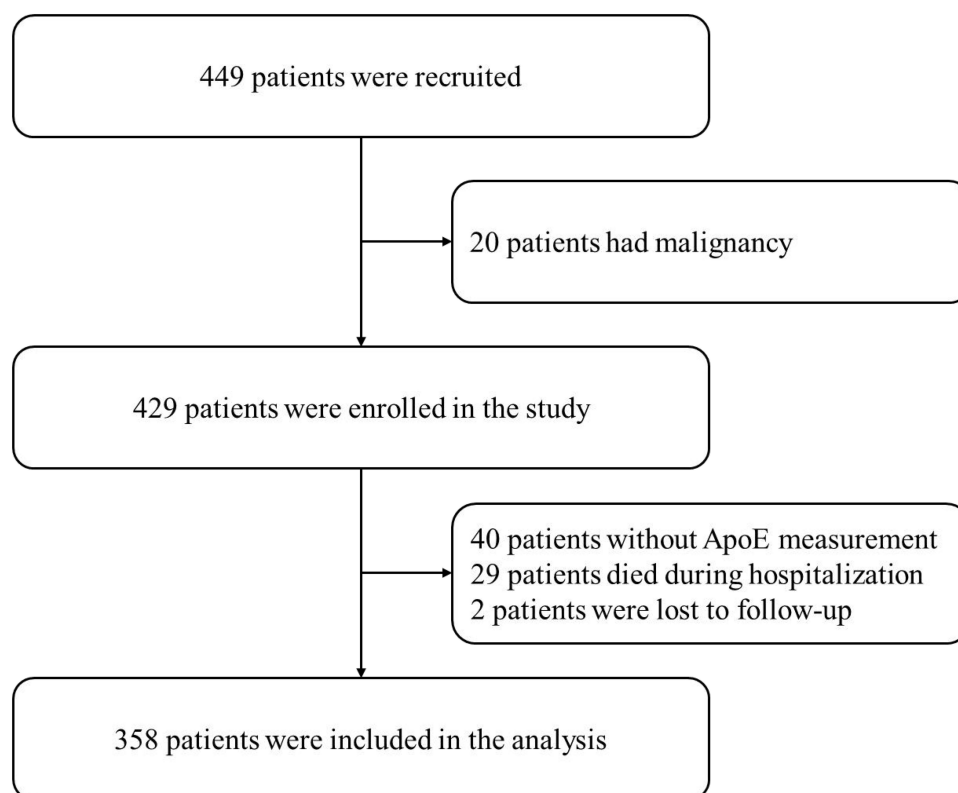 449 patients were recruited
20 patients had malignancy
429 patients were enrolled in the study
40 patients without ApoE measurement
29 patients died during hospitalization
2 patients were lost to follow-up
358 patients were included in the analysis